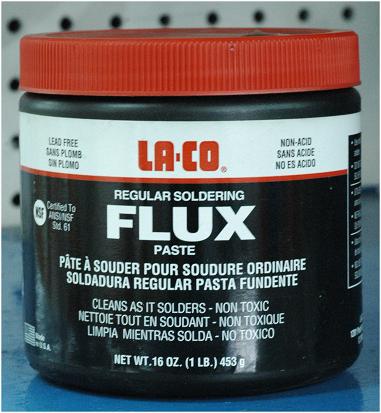 LEAD FREE
SANS PLOMB
SIN PLOMO
LA-CO®
NON-ACID
SANS ACIDE
NO ES ACIDO
REGULAR SOLDERING
FLUX
PASTE
NSF
Certified To
ANSI/NSF
Std. 61
PÂTE À SOUDER POUR SOUDURE ORDINAIRE
SOLDADURA REGULAR PASTA FUNDENTE
CLEANS AS IT SOLDERS - NON TOXIC
NETTOIE TOUT EN SOUDANT - NON TOXIQUE
LIMPIA MIENTRAS SOLDA - NO TOXICO
NET WT. 16 OZ. (1 LB.) 453 g
Made
U.S.A.